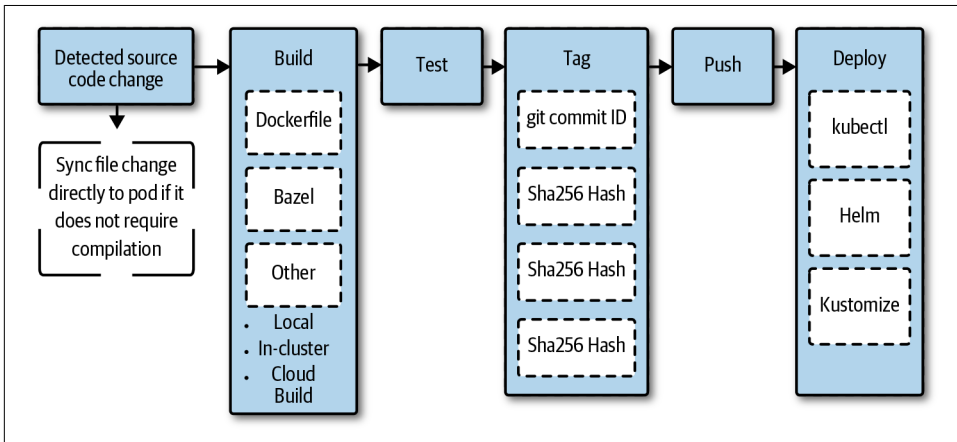 Detected source
code change
Sync file change
directly to pod if it
does not require
compilation
Build
Dockerfile
Bazel
Other
• Local
• In-cluster
• Cloud
Build
Test
Tag
git commit ID
Sha256 Hash
Sha256 Hash
Sha256 Hash
Push
Deploy
kubectl
Helm
Kustomize